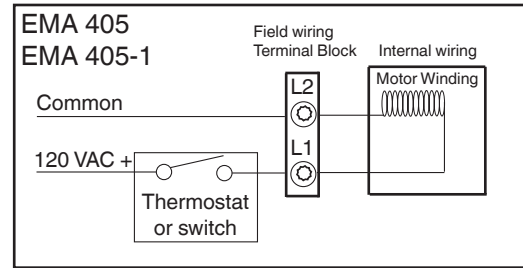 EMA 405
EMA 405-1
Field wiring
Terminal Block
Internal wiring
Motor Winding
L2
Common
L1
120 VAC +
Thermostat
or switch